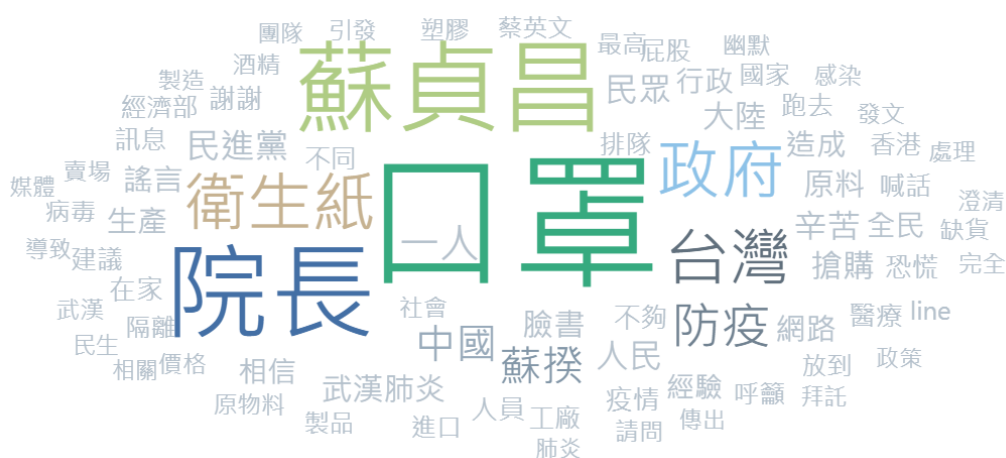 團隊 引發 塑膠 蔡英文
酒精 蘇貞昌 最高 屁股 幽默
製造 民眾 行政 國家 感染
經濟部 謝謝 大陸 跑去 發文
訊息 民進黨 不同 排隊 政府 造成 香港 處理
媒體 賣場 謠言 衛生紙 口罩 原料 喊話 澄清
病毒 生產 一人 台灣 辛苦 全民 缺貨
導致 建議 院長 搶購 恐慌 完全
武漢 在家 社會 臉書 不夠 防疫 網路 醫療 line
民生 隔離 中國 蘇揆 人民 放到 政策
相關 價格 相信 武漢肺炎 疫情 經驗 呼籲 拜託
原物料 製品 進口 人員 工廠 請問 傳出
肺炎